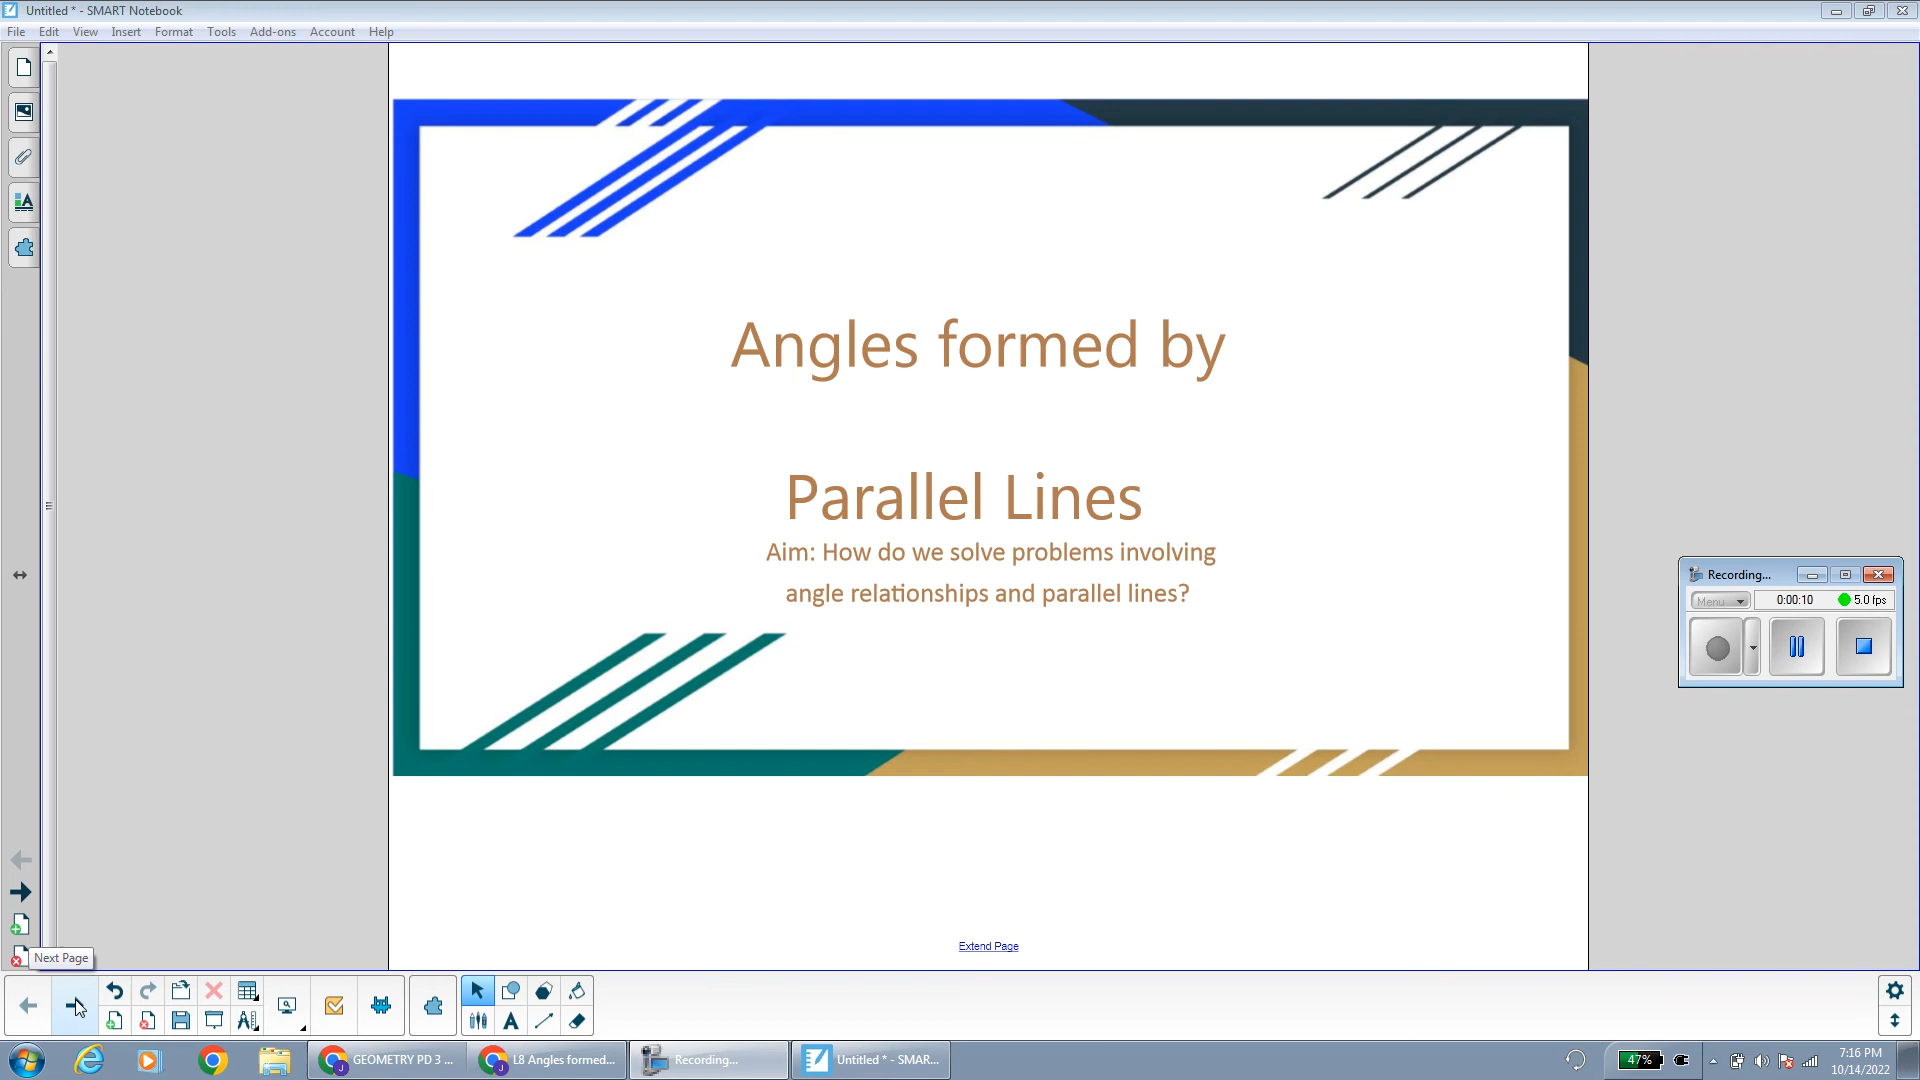 Untitled * - SMART Notebook
File Edit View Insert Format Tools Add-ons Account Help
Angles formed by
Parallel Lines
Aim: How do we solve problems involving
angle relationships and parallel lines?
Recording...
Menu 0:00:10 5.0 fps
Extend Page
Next Page
GEOMETRY PD 3 ... L8 Angles formed... Recording... Untitled * - SMAR...
47%
7:16 PM
10/14/2022